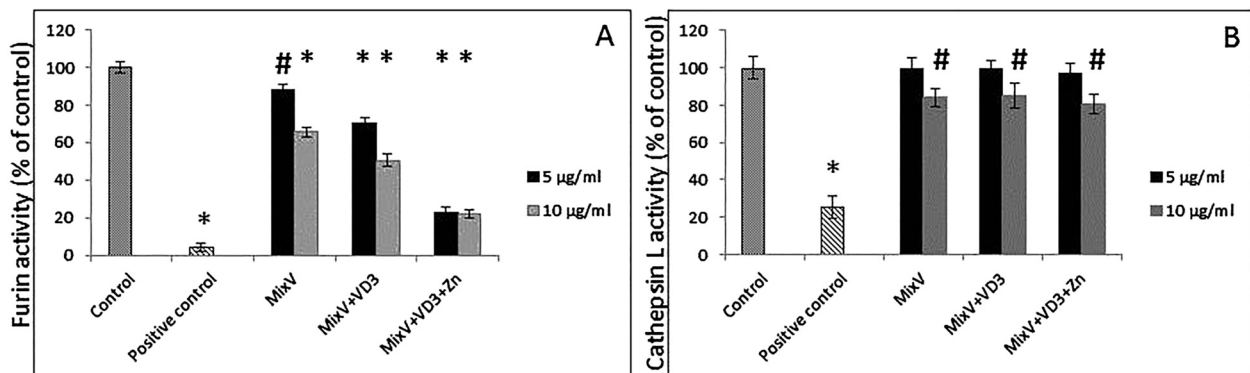 A
Furin activity (% of control)
120
100
80
60
40
20
0
*
# *
* *
* *
Control
Positive control
MixV
MixV+VD3
MixV+VD3+Zn
5 µg/ml
10 µg/ml
B
Cathepsin L activity (% of control)
120
100
80
60
40
20
0
*
#
#
#
Control
Positive control
MixV
MixV+VD3
MixV+VD3+Zn
5 µg/ml
10 µg/ml